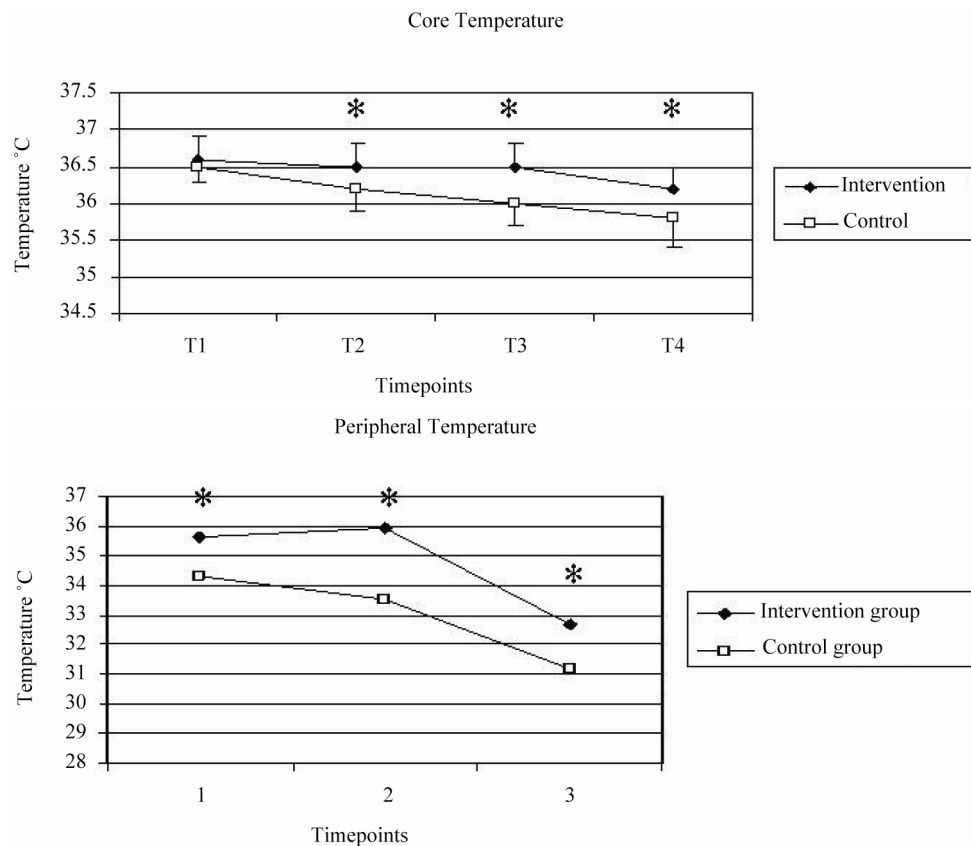 Core Temperature
37.5
37
36.5
36
35.5
35
34.5
Temperature ˚C
T1 T2 T3 T4
Timepoints
Intervention
Control
Peripheral Temperature
37
36
35
34
33
32
31
30
29
28
Temperature ˚C
1 2 3
Timepoints
Intervention group
Control group